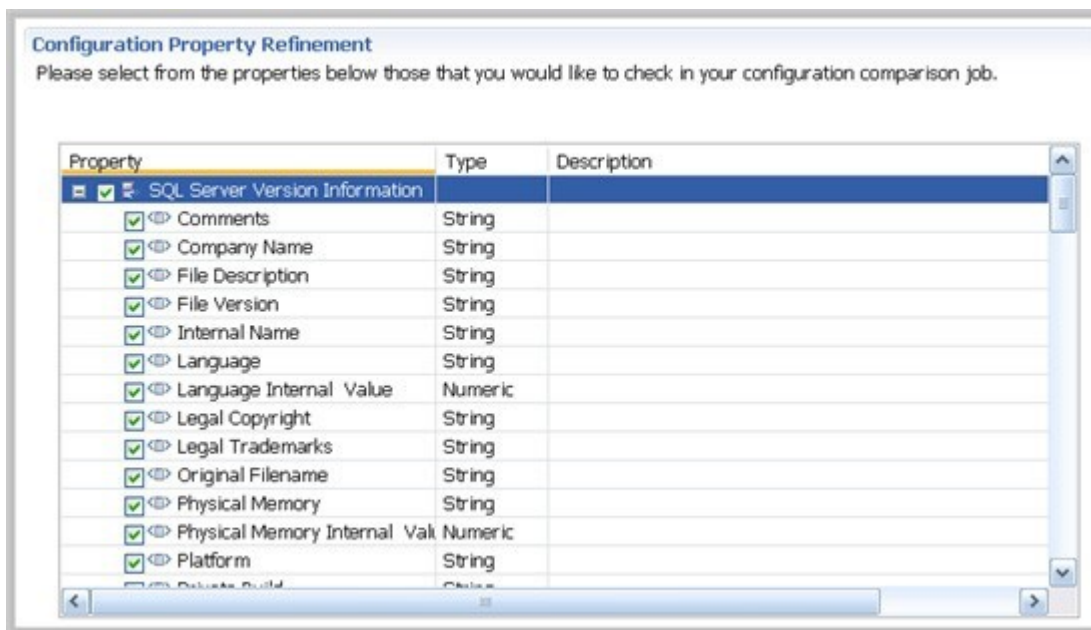 Configuration Property Refinement
Please select from the properties below those that you would like to check in your configuration comparison job.
Property Type Description
SQL Server Version Information
Comments String
Company Name String
File Description String
File Version String
Internal Name String
Language String
Language Internal Value Numeric
Legal Copyright String
Legal Trademarks String
Original Filename String
Physical Memory String
Physical Memory Internal Valu Numeric
Platform String